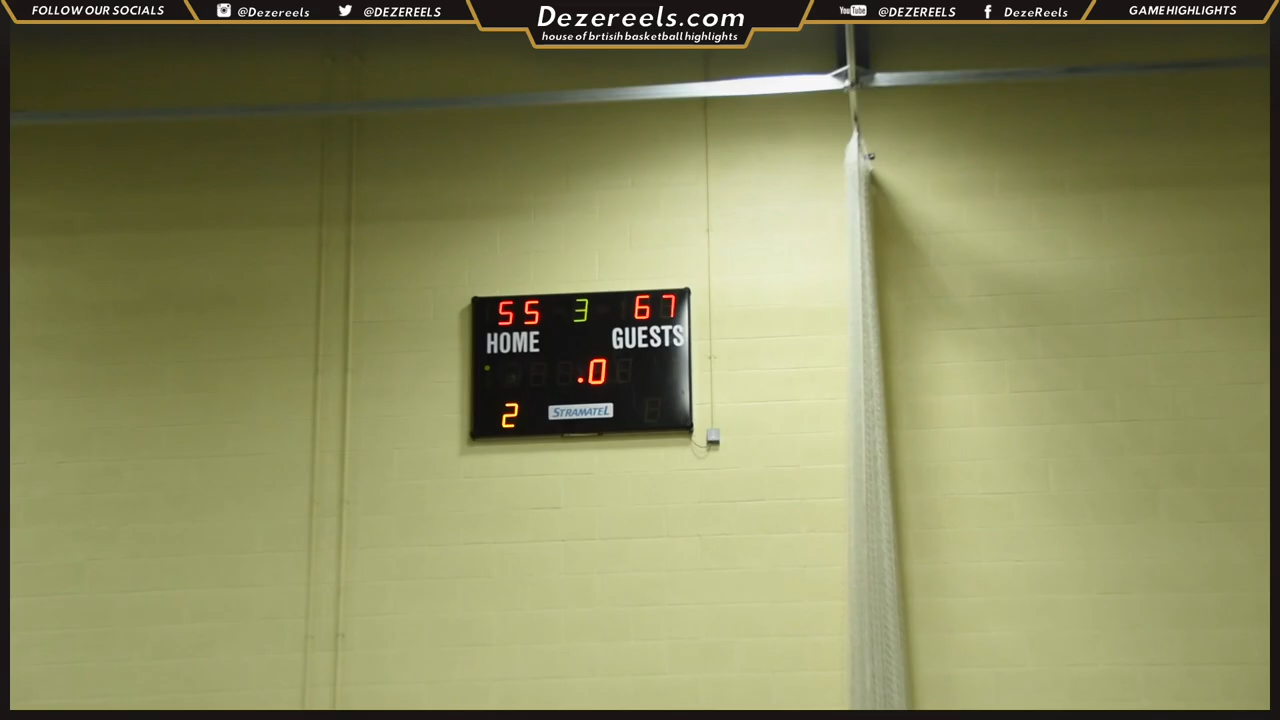 FOLLOW OUR SOCIALS
@Dezereels
@DEZEREELS
Dezereels.com
house of brtisih basketball highlights
YouTube
@DEZEREELS
DezeReels
GAME HIGHLIGHTS
55 3 67
HOME GUESTS
.0
2
STRAMATEL